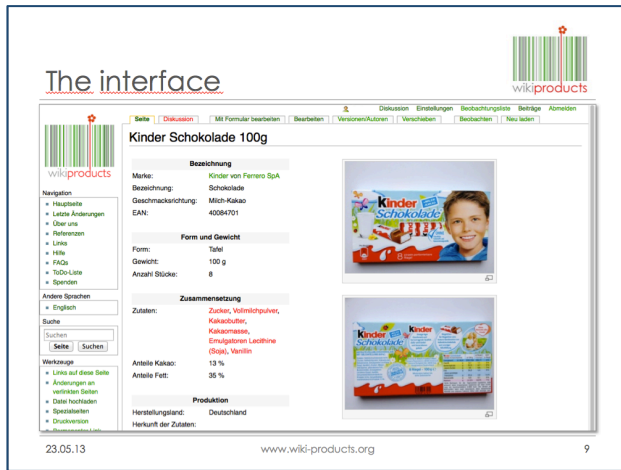 The interface
wikiproducts
Diskussion Einstellungen Beobachtungsliste Beiträge Abmelden
Seite Diskussion Mit Formular bearbeiten Bearbeiten Versionen/Autoren Verschieben Beobachten Neu laden
wikiproducts
Navigation
Hauptseite
Letzte Änderungen
Über uns
Referenzen
Links
Hilfe
FAQs
ToDo-Liste
Spenden
Andere Sprachen
Englisch
Suche
Suchen
Seite Suchen
Werkzeuge
Links auf diese Seite
Änderungen an
verlinkten Seiten
Datei hochladen
Spezialseiten
Druckversion
Kinder Schokolade 100g
Bezeichnung
Marke: Kinder von Ferrero SpA
Bezeichnung: Schokolade
Geschmacksrichtung: Milch-Kakao
EAN: 40084701
Form und Gewicht
Form: Tafel
Gewicht: 100 g
Anzahl Stücke: 8
Zusammensetzung
Zutaten: Zucker, Vollmilchpulver,
Kakaobutter,
Kakaomasse,
Emulgatoren Lecithine
(Soja), Vanillin
Anteile Kakao: 13 %
Anteile Fett: 35 %
Produktion
Herstellungsland: Deutschland
Herkunft der Zutaten:
Kinder
Schokolade
8
Kinder
Schokolade
Kinder
23.05.13 www.wiki-products.org 9